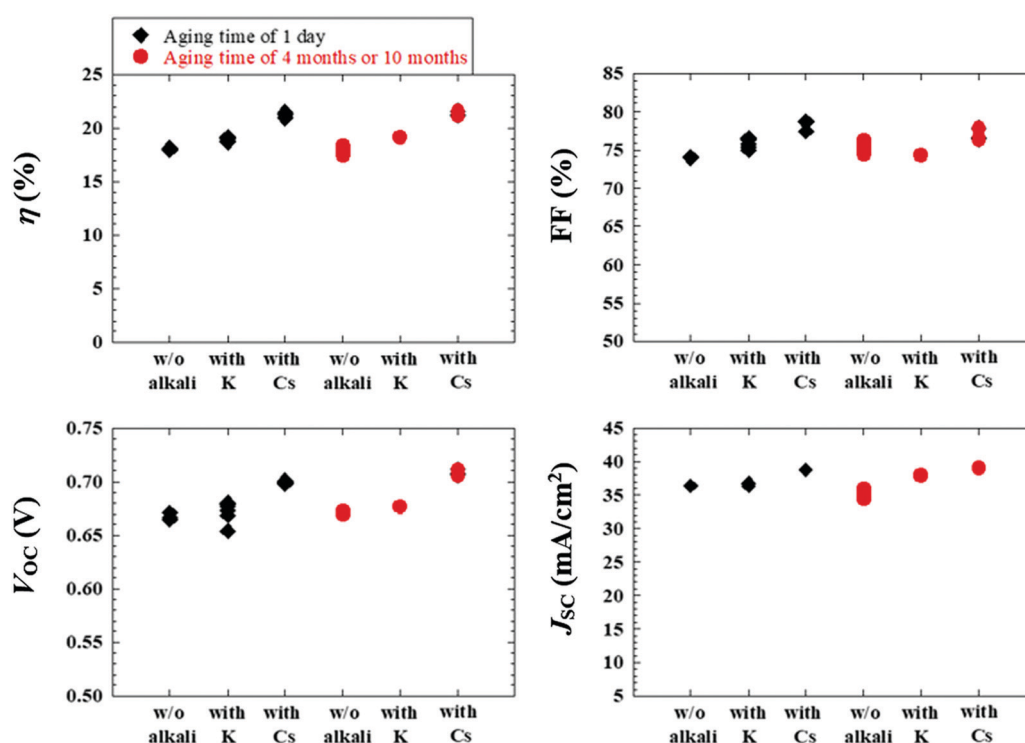 Aging time of 1 day
Aging time of 4 months or 10 months
25
20
15
10
5
0
η (%)
w/o with with w/o with with
alkali K Cs alkali K Cs
85
80
75
70
65
60
55
50
FF (%)
w/o with with w/o with with
alkali K Cs alkali K Cs
0.75
0.70
0.65
0.60
0.55
0.50
VOC (V)
w/o with with w/o with with
alkali K Cs alkali K Cs
45
40
35
30
25
20
15
10
5
JSC (mA/cm²)
w/o with with w/o with with
alkali K Cs alkali K Cs